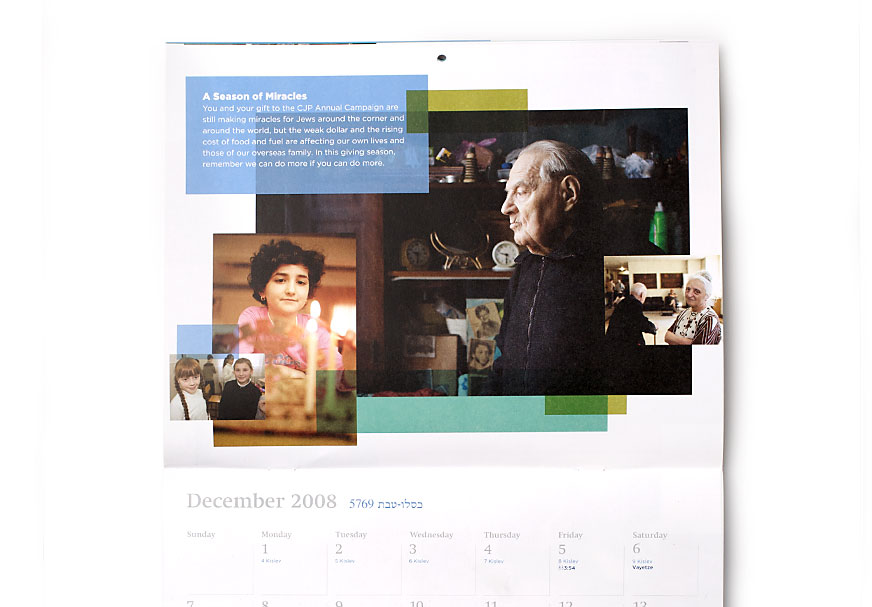 A Season of Miracles
You and your gift to the CJP Annual Campaign are
still making miracles for Jews around the corner and
around the world, but the weak dollar and the rising
cost of food and fuel are affecting our own lives and
those of our overseas family. In this giving season,
remember we can do more if you can do more.
December 2008 5769 כסלו-טבת
Sunday Monday Tuesday Wednesday Thursday Friday Saturday
1 2 3 4 5 6
4 Kislev 5 Kislev 6 Kislev 7 Kislev 8 Kislev 9 Kislev
Vayetze
7 8 9 10 11 12 13